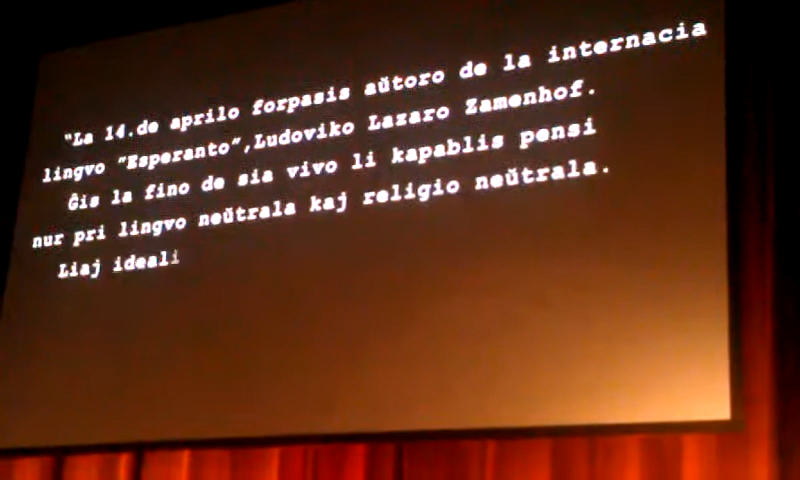 "La 14.de aprilo forpasis aŭtoro de la internacia
lingvo "Esperanto",Ludoviko Lazaro Zamenhof.
Ĝis la fino de sia vivo li kapablis pensi
nur pri lingvo neŭtrala kaj religio neŭtrala.
Liaj ideali